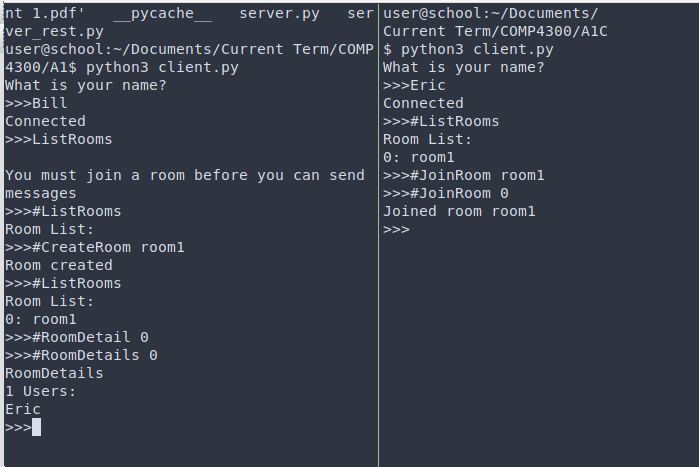 nt 1.pdf'   __pycache__   server.py   ser
ver_rest.py
user@school:~/Documents/Current Term/COMP
4300/A1$ python3 client.py
What is your name?
>>>Bill
Connected
>>>ListRooms

You must join a room before you can send
messages
>>>#ListRooms
Room List:
>>>#CreateRoom room1
Room created
>>>#ListRooms
Room List:
0: room1
>>>#RoomDetail 0
>>>#RoomDetails 0
RoomDetails
1 Users:
Eric
>>>
user@school:~/Documents/
Current Term/COMP4300/A1C
$ python3 client.py
What is your name?
>>>Eric
Connected
>>>#ListRooms
Room List:
0: room1
>>>#JoinRoom room1
>>>#JoinRoom 0
Joined room room1
>>>